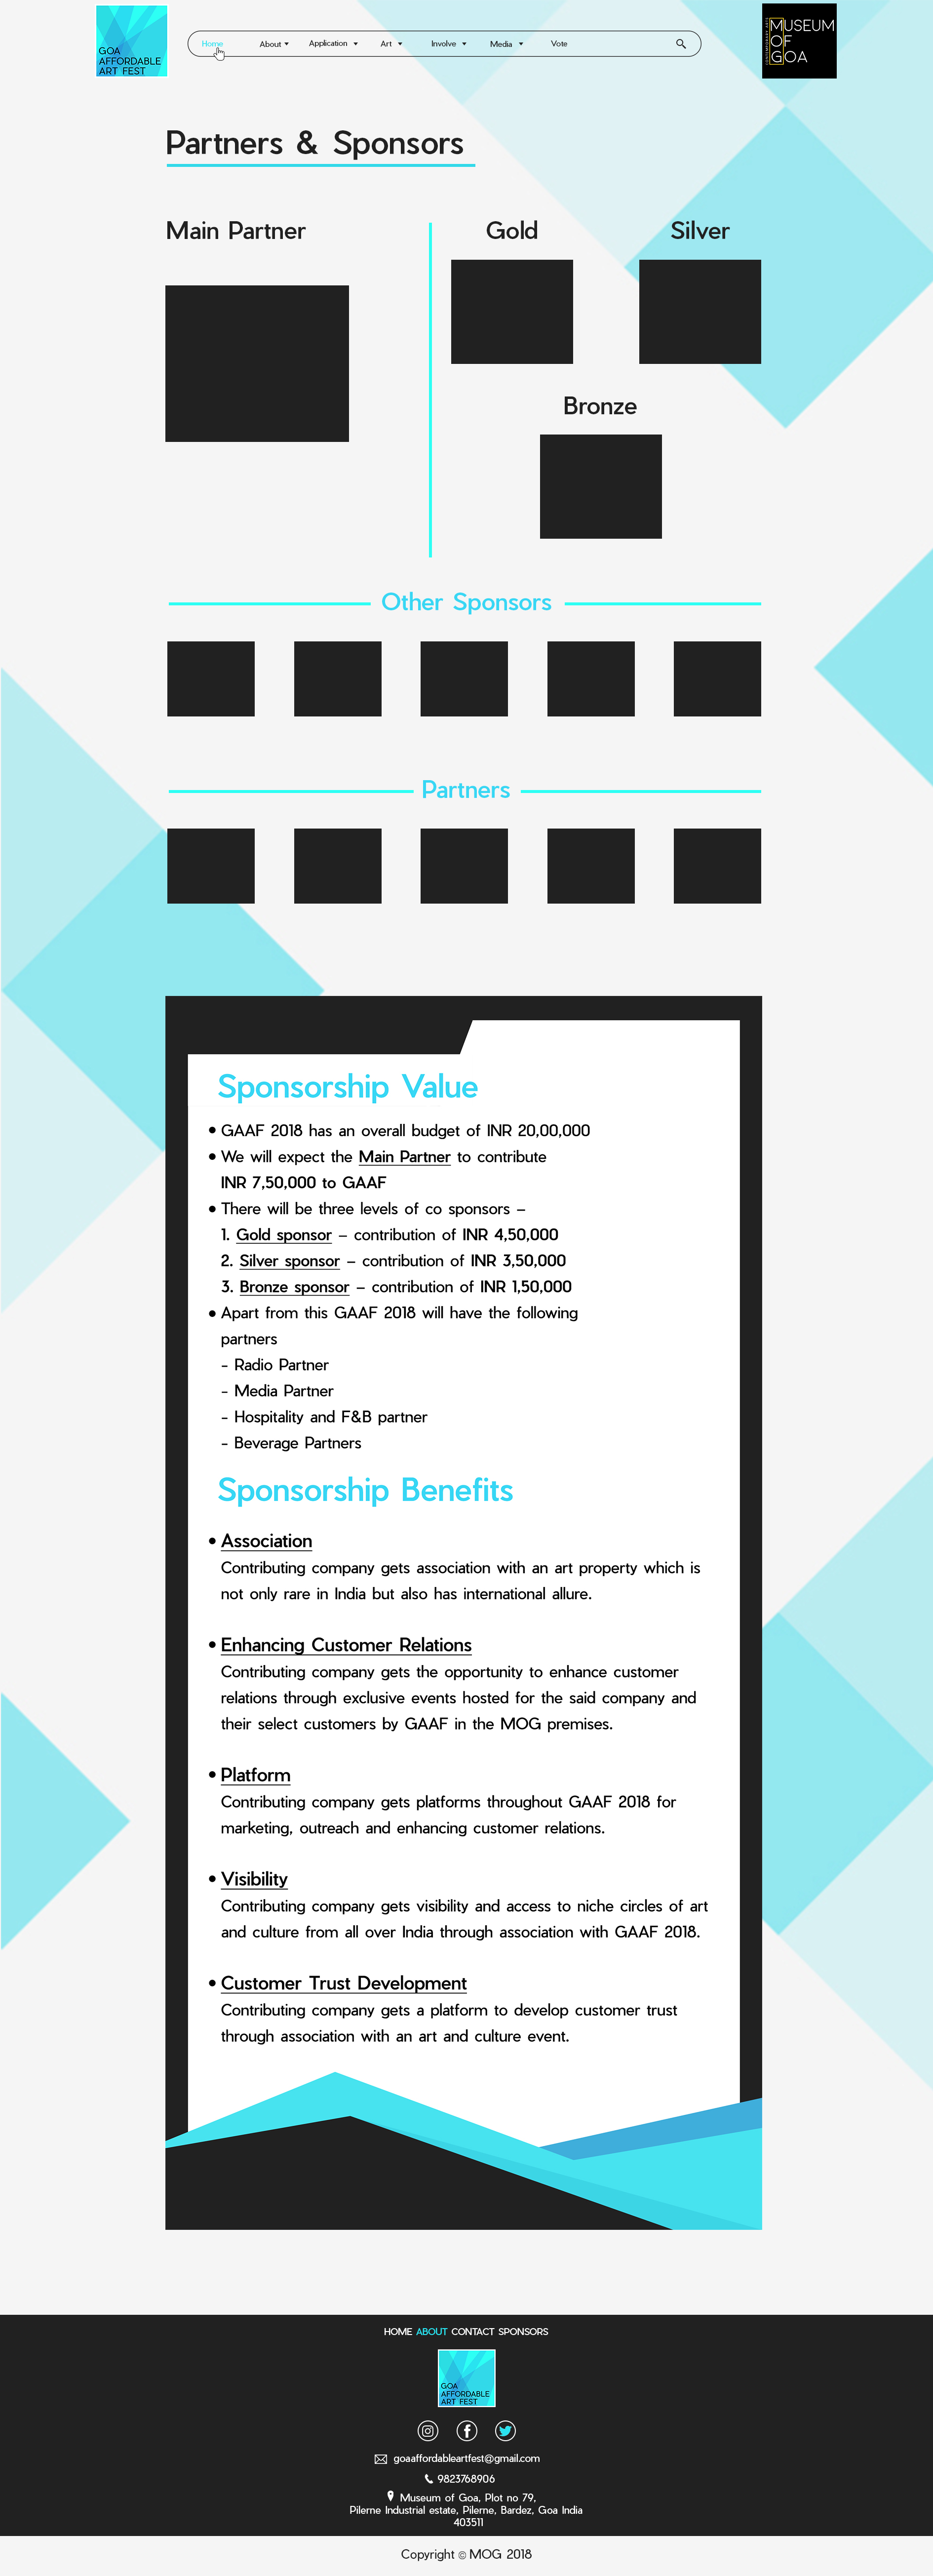 GOA
AFFORDABLE
ART FEST
Home About Application Art Involve Media Vote
CONTEMPORARY ARTS
MUSEUM
OF
GOA
Partners & Sponsors
Main Partner
Gold
Silver
Bronze
Other Sponsors
Partners
Sponsorship Value
• GAAF 2018 has an overall budget of INR 20,00,000
• We will expect the Main Partner to contribute
INR 7,50,000 to GAAF
• There will be three levels of co sponsors –
1. Gold sponsor – contribution of INR 4,50,000
2. Silver sponsor – contribution of INR 3,50,000
3. Bronze sponsor – contribution of INR 1,50,000
• Apart from this GAAF 2018 will have the following
partners
- Radio Partner
- Media Partner
- Hospitality and F&B partner
- Beverage Partners
Sponsorship Benefits
• Association
Contributing company gets association with an art property which is
not only rare in India but also has international allure.
• Enhancing Customer Relations
Contributing company gets the opportunity to enhance customer
relations through exclusive events hosted for the said company and
their select customers by GAAF in the MOG premises.
• Platform
Contributing company gets platforms throughout GAAF 2018 for
marketing, outreach and enhancing customer relations.
• Visibility
Contributing company gets visibility and access to niche circles of art
and culture from all over India through association with GAAF 2018.
• Customer Trust Development
Contributing company gets a platform to develop customer trust
through association with an art and culture event.
HOME ABOUT CONTACT SPONSORS
GOA
AFFORDABLE
ART FEST
goaaffordableartfest@gmail.com
9823768906
Museum of Goa, Plot no 79,
Pilerne Industrial estate, Pilerne, Bardez, Goa India
403511
Copyright © MOG 2018